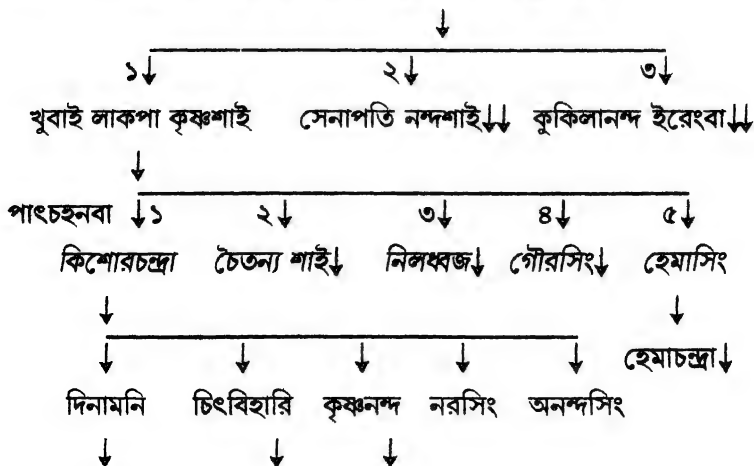 ↓
১↓ ২↓ ৩↓
খুবাই লাকপা কৃষ্ণশাই সেনাপতি নন্দশাই↓↓ কুকিলানন্দ ইরেংবা↓↓
↓
পাৎচহনবা ↓১ ২↓ ৩↓ ৪↓ ৫↓
কিশোরচন্দ্রা চৈতন্য শাই↓ নিলধ্বজ↓ গৌরসিং↓ হেমাসিং
↓ ↓
↓ ↓ ↓ ↓ ↓ হেমাচন্দ্রা↓
দিনামনি চিৎবিহারি কৃষ্ণনন্দ নরসিং অনন্দসিং
↓ ↓ ↓